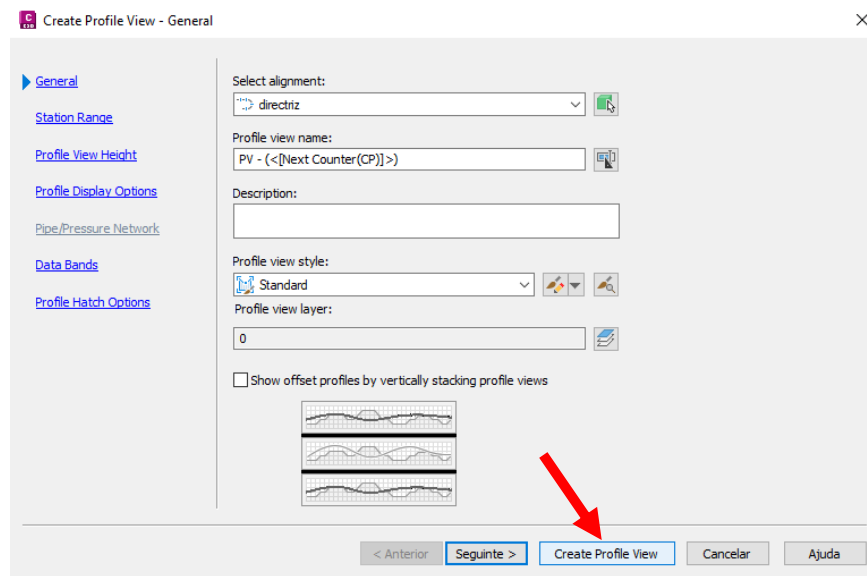 Create Profile View - General
General
Station Range
Profile View Height
Profile Display Options
Pipe/Pressure Network
Data Bands
Profile Hatch Options
Select alignment:
directriz
Profile view name:
PV - (<[Next Counter(CP)]>)
Description:
Profile view style:
Standard
Profile view layer:
0
Show offset profiles by vertically stacking profile views
< Anterior
Seguinte >
Create Profile View
Cancelar
Ajuda